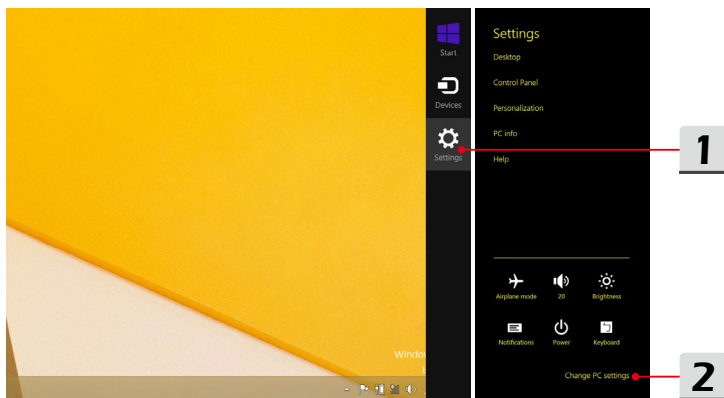 Start
Devices
Settings
Windo
Settings
Desktop
Control Panel
Personalization
PC info
Help
Airplane mode
20
Brightness
Notifications
Power
Keyboard
Change PC settings
1
2